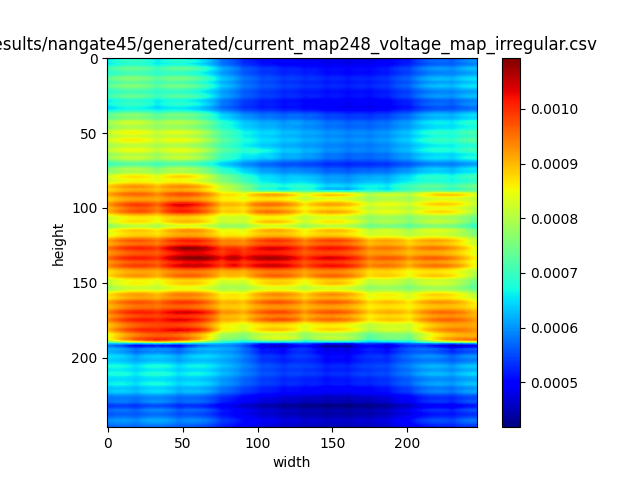 esults/nangate45/generated/current_map248_voltage_map_irregular.csv
0
50
100
150
200
height
0 50 100 150 200
width
0.0010
0.0009
0.0008
0.0007
0.0006
0.0005